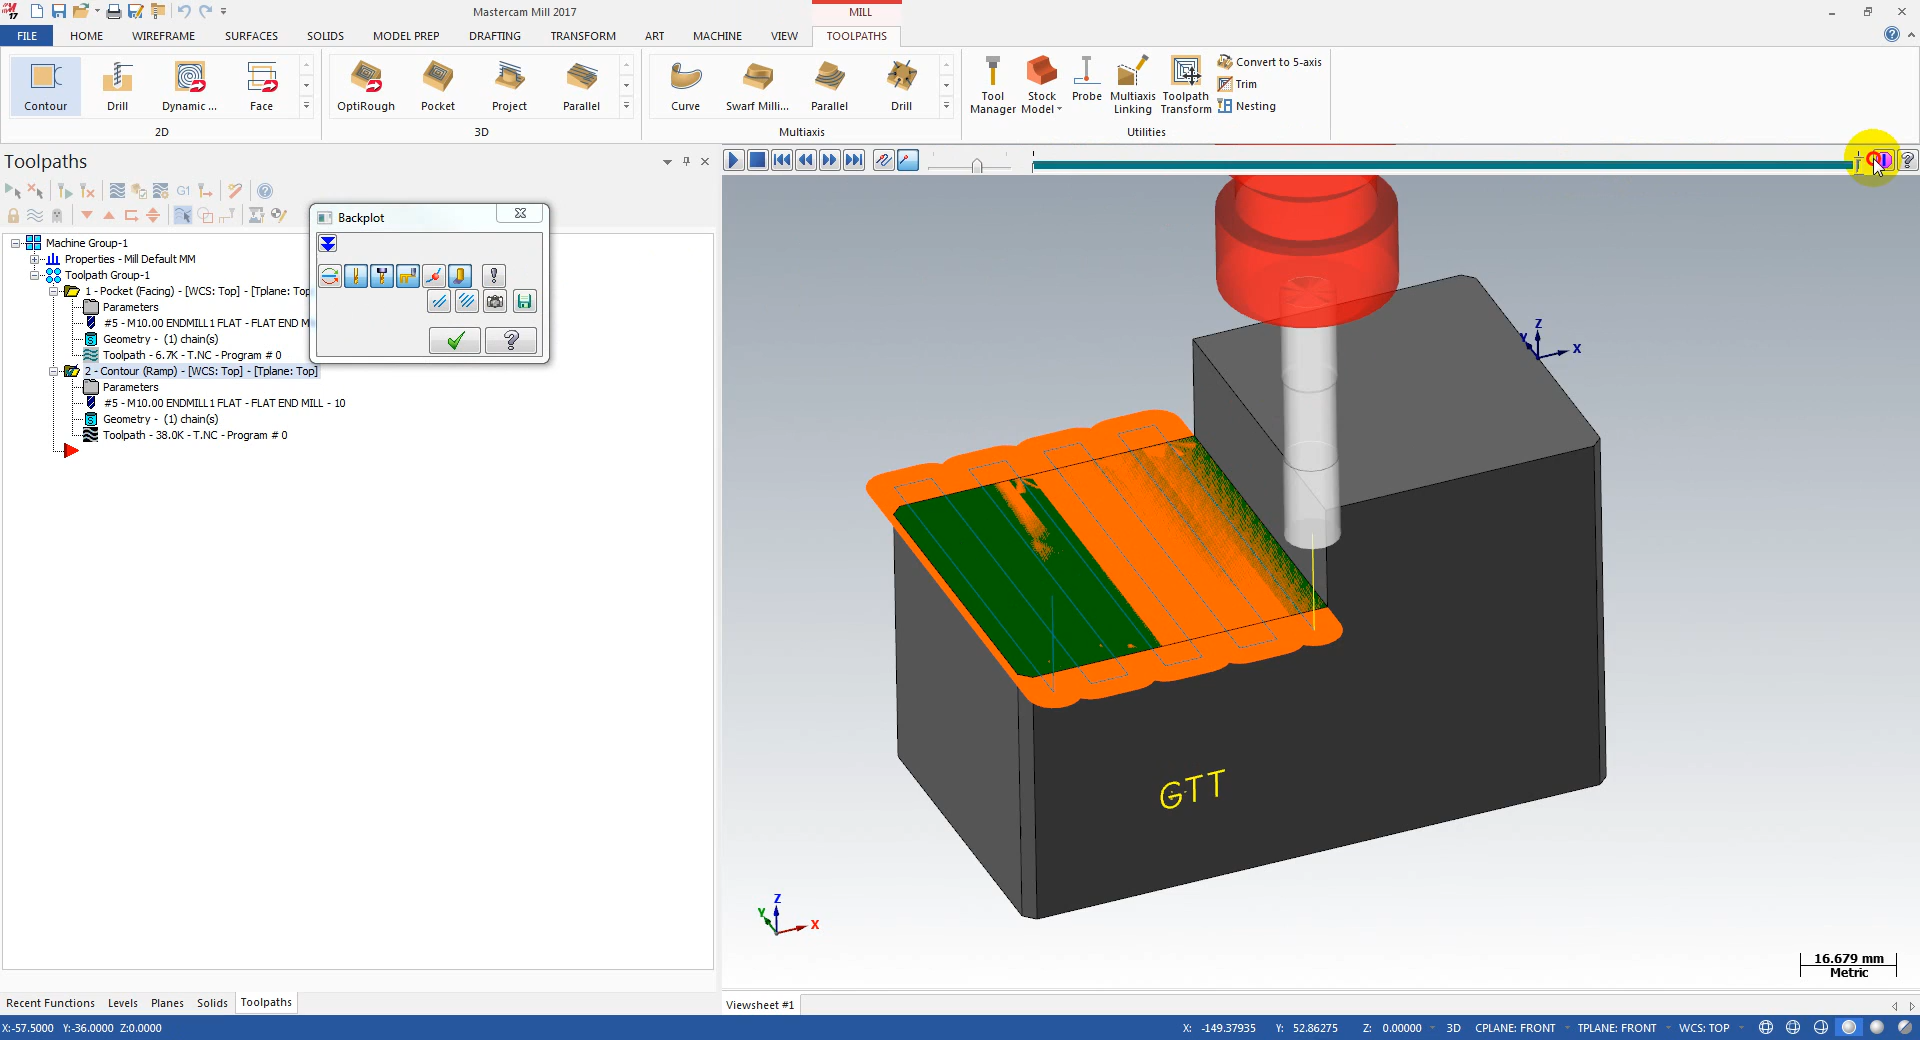 Mastercam Mill 2017
MILL
FILE HOME WIREFRAME SURFACES SOLIDS MODEL PREP DRAFTING TRANSFORM ART MACHINE VIEW TOOLPATHS
Contour Drill Dynamic ... Face
2D
OptiRough Pocket Project Parallel
3D
Curve Swarf Milli... Parallel Drill
Multiaxis
Tool Manager
Stock Model
Probe
Multiaxis Linking
Toolpath Transform
Convert to 5-axis
Trim
Nesting
Utilities
Toolpaths
G1
Backplot
Machine Group-1
Properties - Mill Default MM
Toolpath Group-1
1 - Pocket (Facing) - [WCS: Top] - [Tplane: Top
Parameters
#5 - M10.00 ENDMILL1 FLAT - FLAT END M
Geometry - (1) chain(s)
Toolpath - 6.7K - T.NC - Program # 0
2 - Contour (Ramp) - [WCS: Top] - [Tplane: Top]
Parameters
#5 - M10.00 ENDMILL1 FLAT - FLAT END MILL - 10
Geometry - (1) chain(s)
Toolpath - 38.0K - T.NC - Program # 0
Z
Y
X
GTT
Z
Y
X
16.679 mm
Metric
Recent Functions Levels Planes Solids Toolpaths
Viewsheet #1
X:-57.5000 Y:-36.0000 Z:0.0000
X: -149.37935 Y: 52.86275 Z: 0.00000 3D CPLANE: FRONT TPLANE: FRONT WCS: TOP